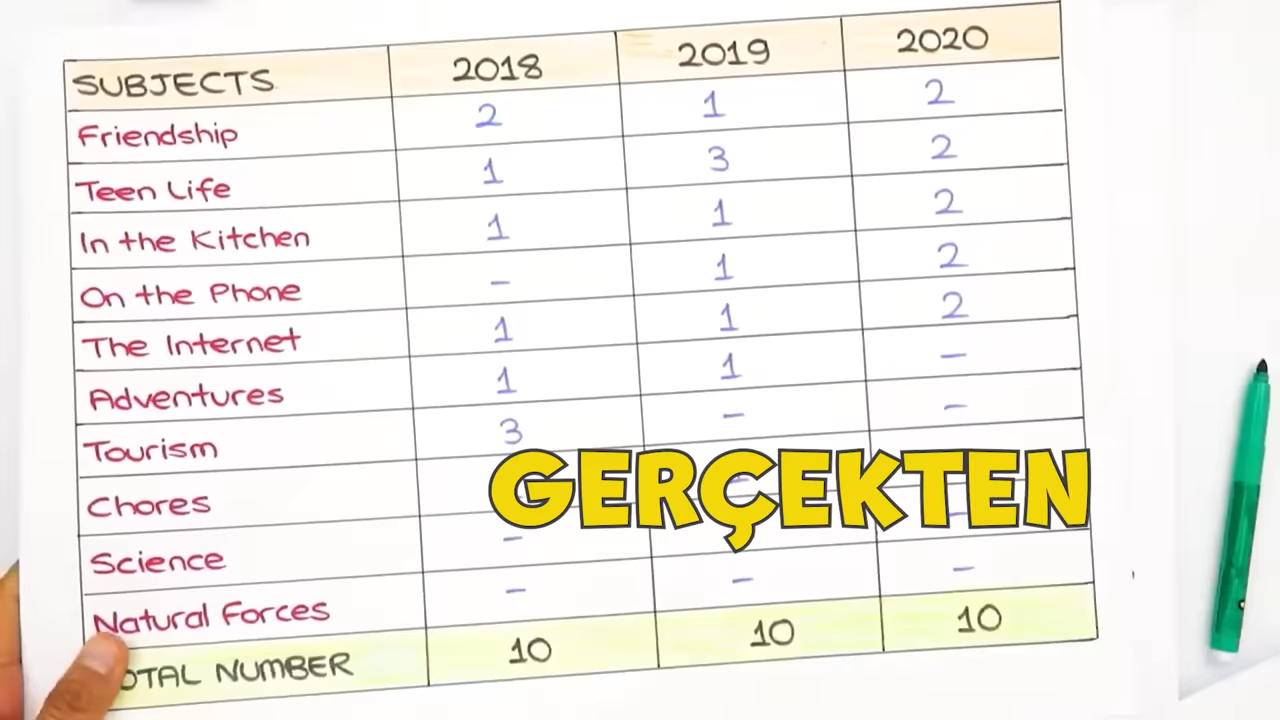 SUBJECTS 2018 2019 2020
Friendship 2 1 2
Teen Life 1 3 2
In the Kitchen 1 1 2
On the Phone - 1 2
The Internet 1 1 2
Adventures 1 1 -
Tourism 3 - -
Chores
Science -
Natural Forces - - -
OTAL NUMBER 10 10 10
GERÇEKTEN